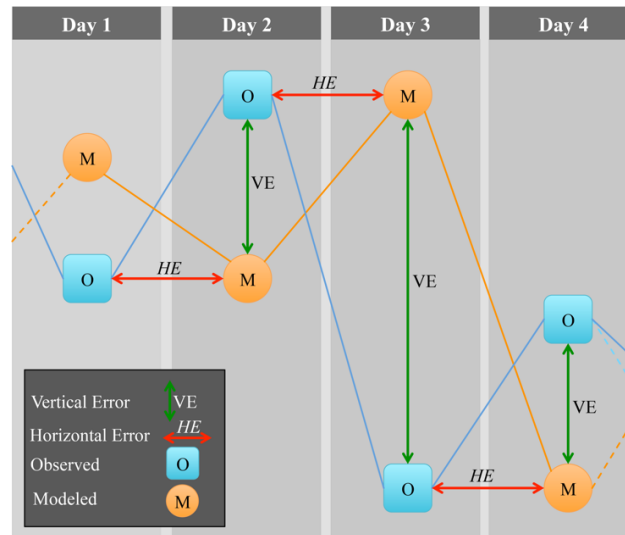 Day 1 Day 2 Day 3 Day 4
O HE M
M
VE
VE
O HE M
O
VE
Vertical Error VE
Horizontal Error HE
Observed O
Modeled M
O HE M